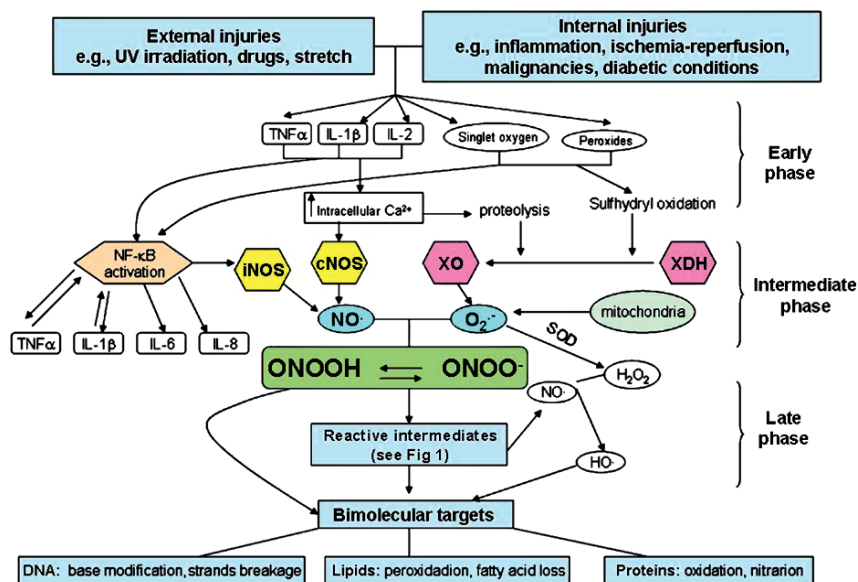 External injuries
e.g., UV irradiation, drugs, stretch
Internal injuries
e.g., inflammation, ischemia-reperfusion,
malignancies, diabetic conditions
TNFα
IL-1β
IL-2
Singlet oxygen
Peroxides
Early
phase
Intracellular Ca²⁺
proteolysis
Sulfhydryl oxidation
NF-κB
activation
iNOS
cNOS
XO
XDH
Intermediate
phase
NO·
O₂·⁻
mitochondria
SOD
TNFα
IL-1β
IL-6
IL-8
ONOOH
ONOO⁻
H₂O₂
NO·
Late
phase
Reactive intermediates
(see Fig 1)
HO·
Bimolecular targets
DNA: base modification, strands breakage
Lipids: peroxidadion, fatty acid loss
Proteins: oxidation, nitrarion